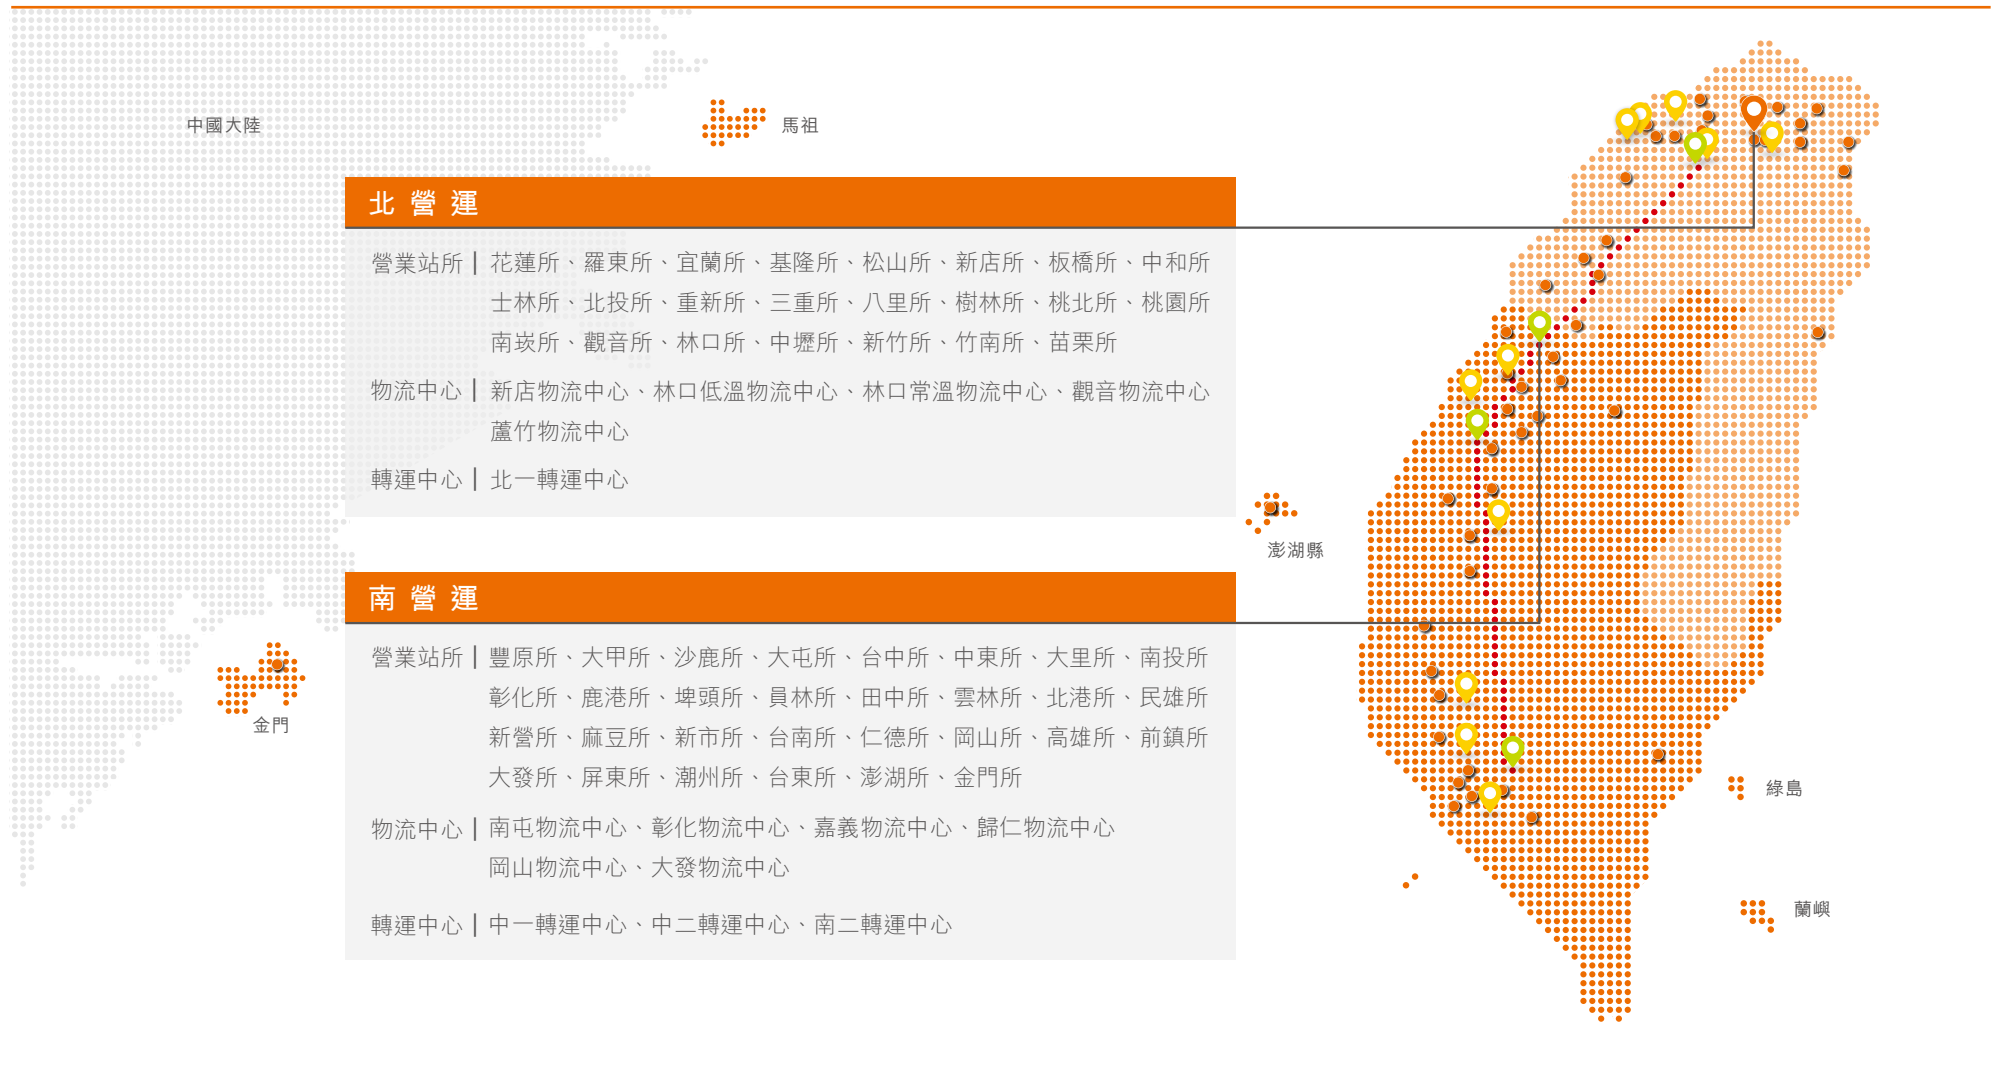 中國大陸
馬祖
北營運
營業站所｜花蓮所、羅東所、宜蘭所、基隆所、松山所、新店所、板橋所、中和所
士林所、北投所、重新所、三重所、八里所、樹林所、桃北所、桃園所
南崁所、觀音所、林口所、中壢所、新竹所、竹南所、苗栗所
物流中心｜新店物流中心、林口低溫物流中心、林口常溫物流中心、觀音物流中心
蘆竹物流中心
轉運中心｜北一轉運中心
澎湖縣
南營運
營業站所｜豐原所、大甲所、沙鹿所、大屯所、台中所、中東所、大里所、南投所
彰化所、鹿港所、埤頭所、員林所、田中所、雲林所、北港所、民雄所
新營所、麻豆所、新市所、台南所、仁德所、岡山所、高雄所、前鎮所
大發所、屏東所、潮州所、台東所、澎湖所、金門所
物流中心｜南屯物流中心、彰化物流中心、嘉義物流中心、歸仁物流中心
岡山物流中心、大發物流中心
轉運中心｜中一轉運中心、中二轉運中心、南二轉運中心
金門
綠島
蘭嶼